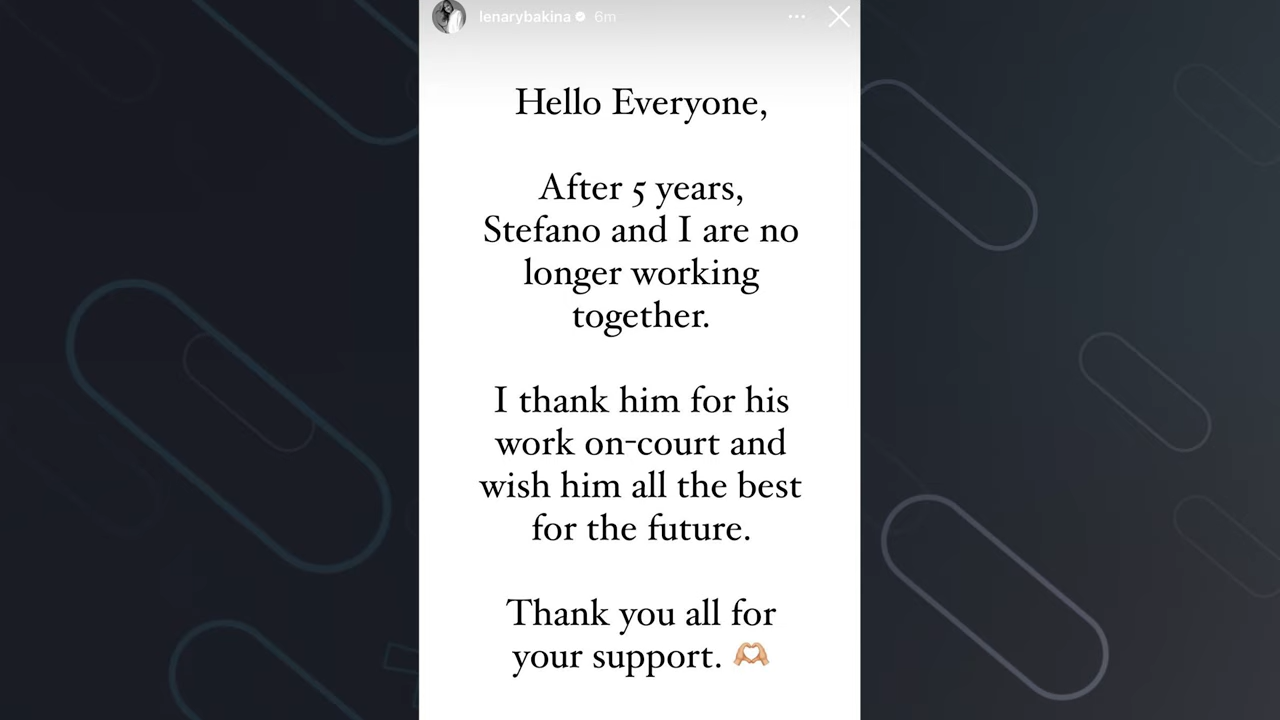 lenarybakina 6m
Hello Everyone,
After 5 years,
Stefano and I are no
longer working
together.
I thank him for his
work on-court and
wish him all the best
for the future.
Thank you all for
your support. 🫶🏼